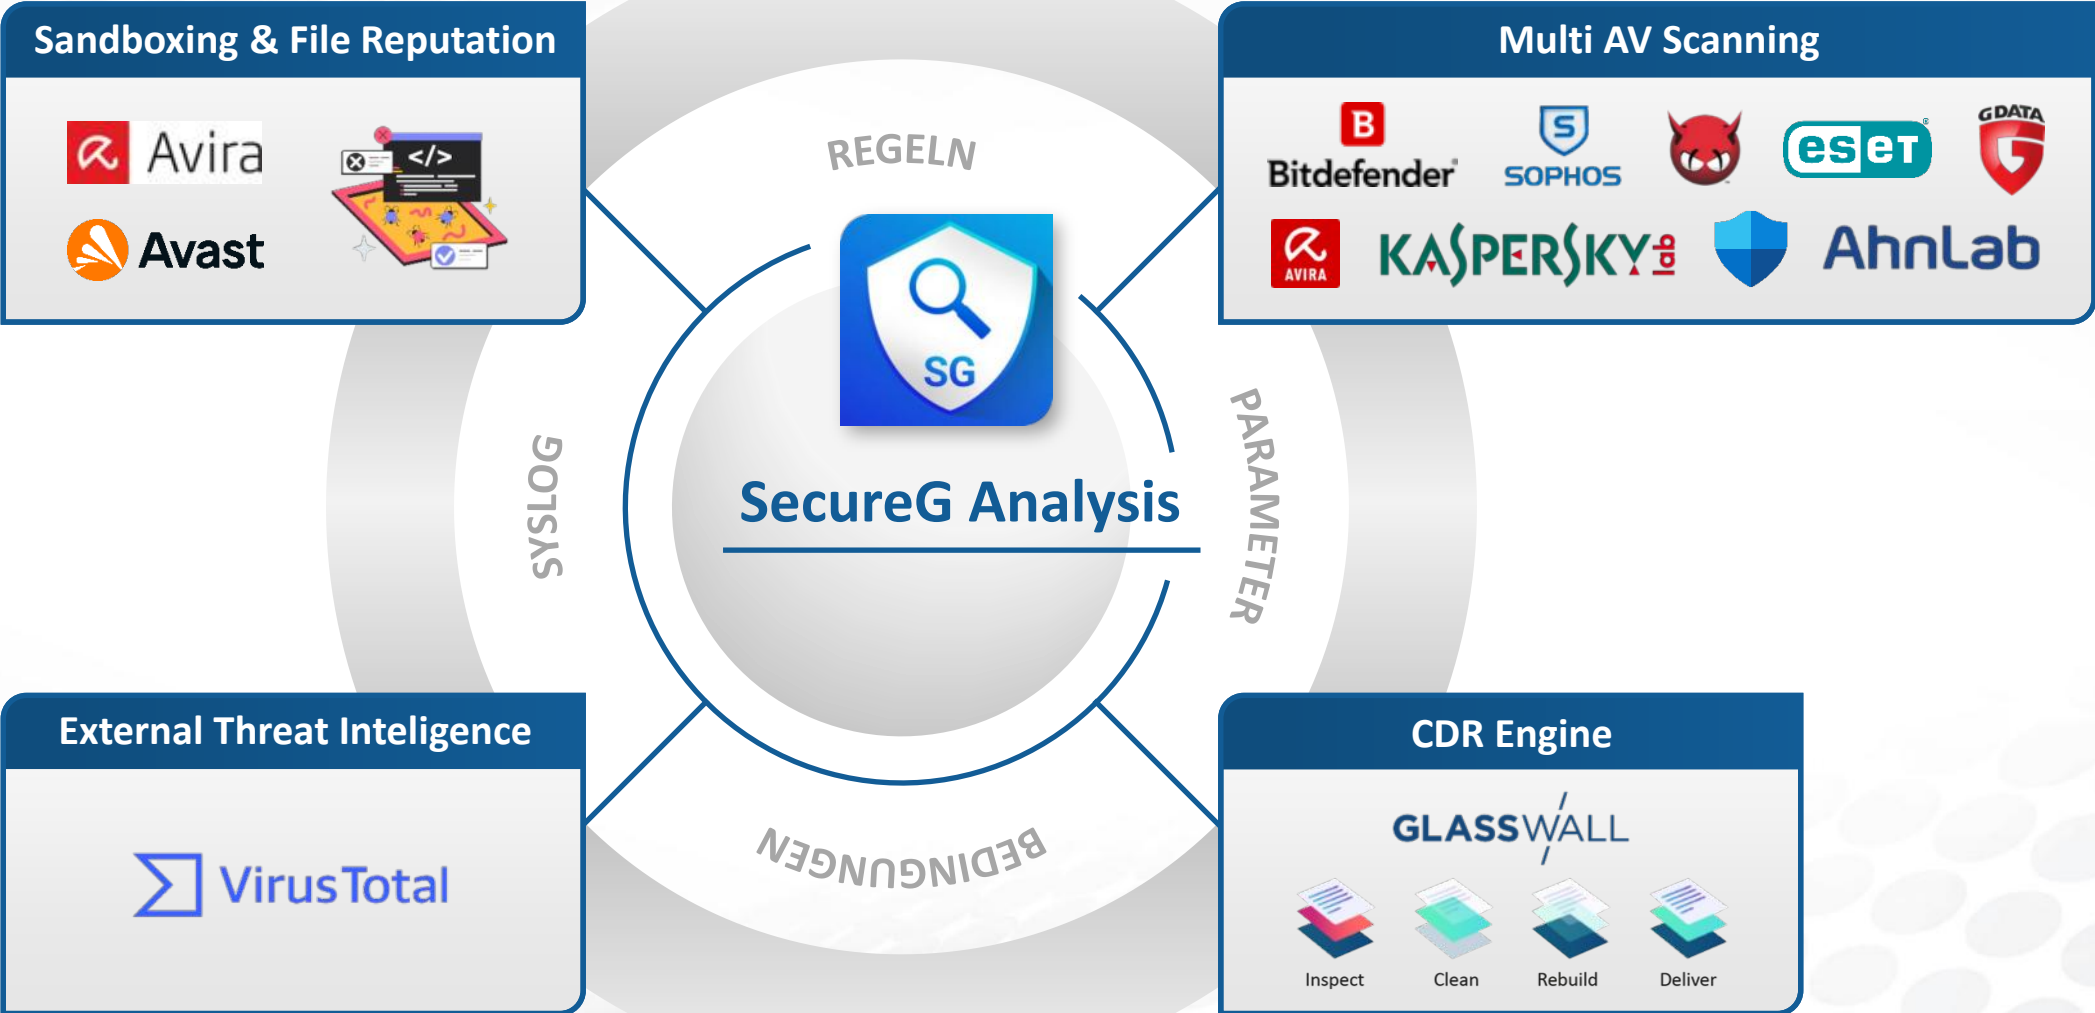 Sandboxing & File Reputation
Avira
</>
Avast
Multi AV Scanning
B
Bitdefender
S
SOPHOS
eseT
®
GDATA
G
AVIRA
KASPERSKY lab
AhnLab
REGELN
PARAMETER
BEDINGUNGEN
SYSLOG
SG
SecureG Analysis
External Threat Inteligence
VirusTotal
CDR Engine
GLASSWALL
Inspect
Clean
Rebuild
Deliver